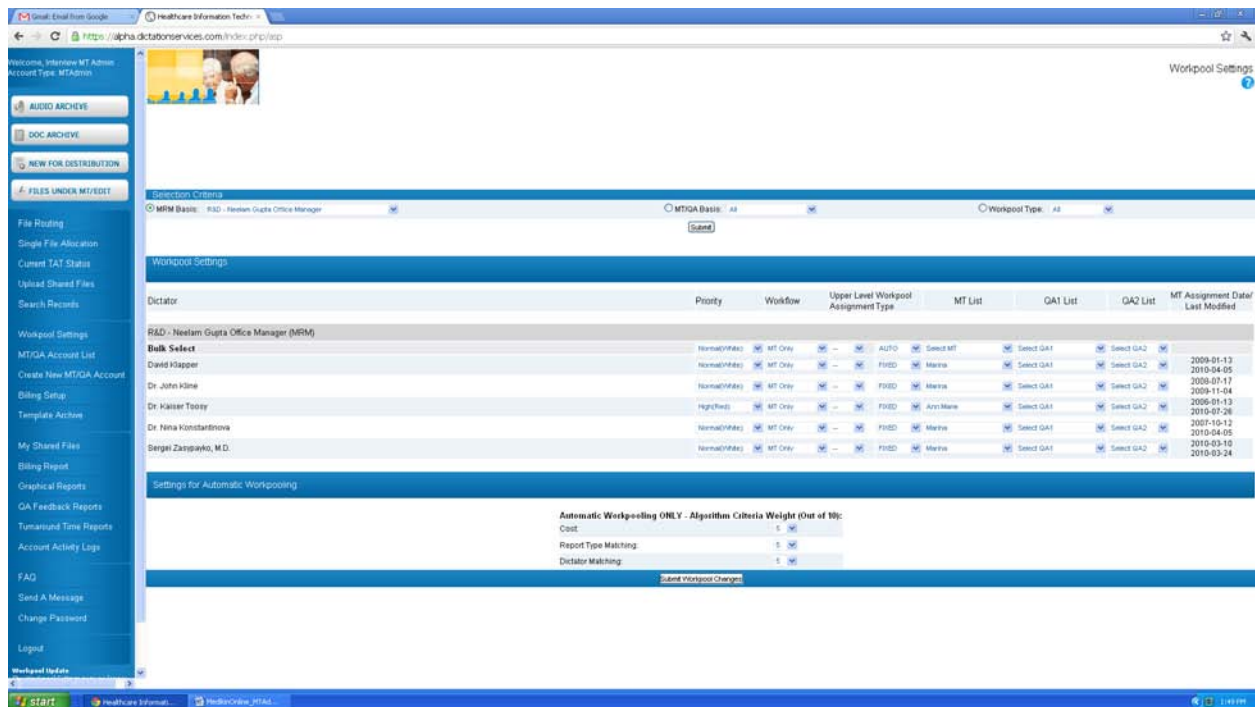 Gmail: Email from Google
Healthcare Information Techn
https://alpha.dictationservices.com/index.php/asp
Welcome, Interview MT Admin
Account Type: MTAdmin
AUDIO ARCHIVE
DOC ARCHIVE
NEW FOR DISTRIBUTION
FILES UNDER MT/EDIT
File Routing
Single File Allocation
Current TAT Status
Upload Shared Files
Search Records
Workpool Settings
MT/QA Account List
Create New MT/QA Account
Billing Setup
Template Archive
My Shared Files
Billing Report
Graphical Reports
QA Feedback Reports
Turnaround Time Reports
Account Activity Logs
FAQ
Send A Message
Change Password
Logout
Workpool Update
Workpool Settings
?
Selection Criteria
MRM Basis: R&D - Neelam Gupta Office Manager MT/QA Basis: All Workpool Type: All
Submit
Workpool Settings
Dictator Priority Workflow Upper Level Workpool Assignment Type MT List QA1 List QA2 List MT Assignment Date/ Last Modified
R&D - Neelam Gupta Office Manager (MRM)
Bulk Select Normal(White) MT Only -- AUTO Select MT Select QA1 Select QA2
David Klapper Normal(White) MT Only -- FIXED Marina Select QA1 Select QA2 2009-01-13 2010-04-05
Dr. John Kline Normal(White) MT Only -- FIXED Marina Select QA1 Select QA2 2008-07-17 2009-11-04
Dr. Kaiser Toosy High(Red) MT Only -- FIXED Ann Marie Select QA1 Select QA2 2006-01-13 2010-07-26
Dr. Nina Konstantinova Normal(White) MT Only -- FIXED Marina Select QA1 Select QA2 2007-10-12 2010-04-05
Sergei Zasypayko, M.D. Normal(White) MT Only -- FIXED Marina Select QA1 Select QA2 2010-03-10 2010-03-24
Settings for Automatic Workpooling
Automatic Workpooling ONLY - Algorithm Criteria Weight (Out of 10):
Cost: 5
Report Type Matching: 5
Dictator Matching: 5
Submit Workpool Changes
start
Healthcare Informati...
MedkinOnline_MTAd...
1:49 PM